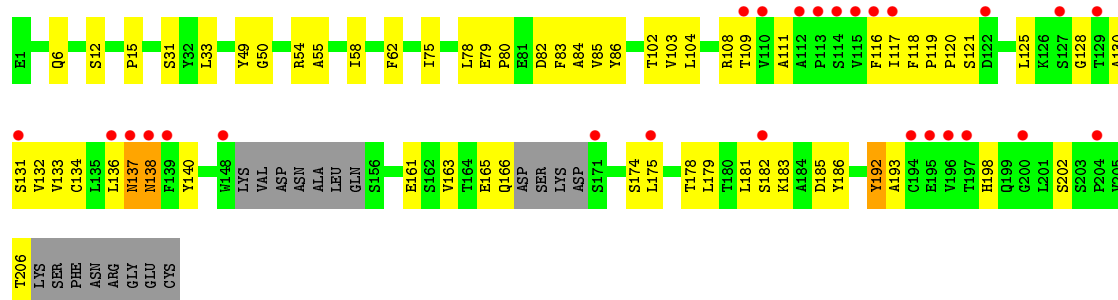 E1 Q6 S12 P15 S31 Y32 L33 Y49 G50 R54 A55 I58 F62 I75 L78 E79 P80 E81 D82 F83 A84 V85 Y86 T102 V103 L104 R108 T109 V110 A111 A112 P113 S114 V115 F116 I117 F118 P119 P120 S121 D122 L125 K126 S127 G128 T129 A130
S131 V132 V133 C134 L135 L136 N137 N138 F139 Y140 W148 LYS VAL ASP ASN ALA LEU GLN S156 E161 S162 V163 T164 E165 Q166 ASP SER LYS ASP S171 S174 L175 T178 L179 T180 L181 S182 K183 A184 D185 Y186 Y192 A193 C194 E195 V196 T197 H198 Q199 G200 L201 S202 S203 P204 V205
T206 LYS SER PHE ASN ARG GLY GLU CYS